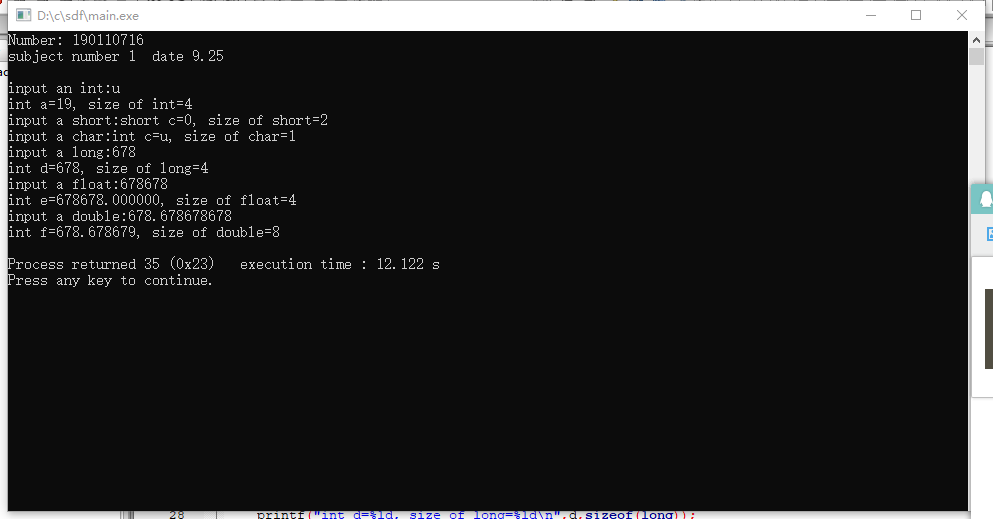 D:\c\sdf\main.exe
Number: 190110716
subject number 1  date 9.25
input an int:u
int a=19, size of int=4
input a short:short c=0, size of short=2
input a char:int c=u, size of char=1
input a long:678
int d=678, size of long=4
input a float:678678
int e=678678.000000, size of float=4
input a double:678.678678678
int f=678.678679, size of double=8
Process returned 35 (0x23)   execution time : 12.122 s
Press any key to continue.
28 printf("int d=%ld, size of long=%ld\n",d,sizeof(long));